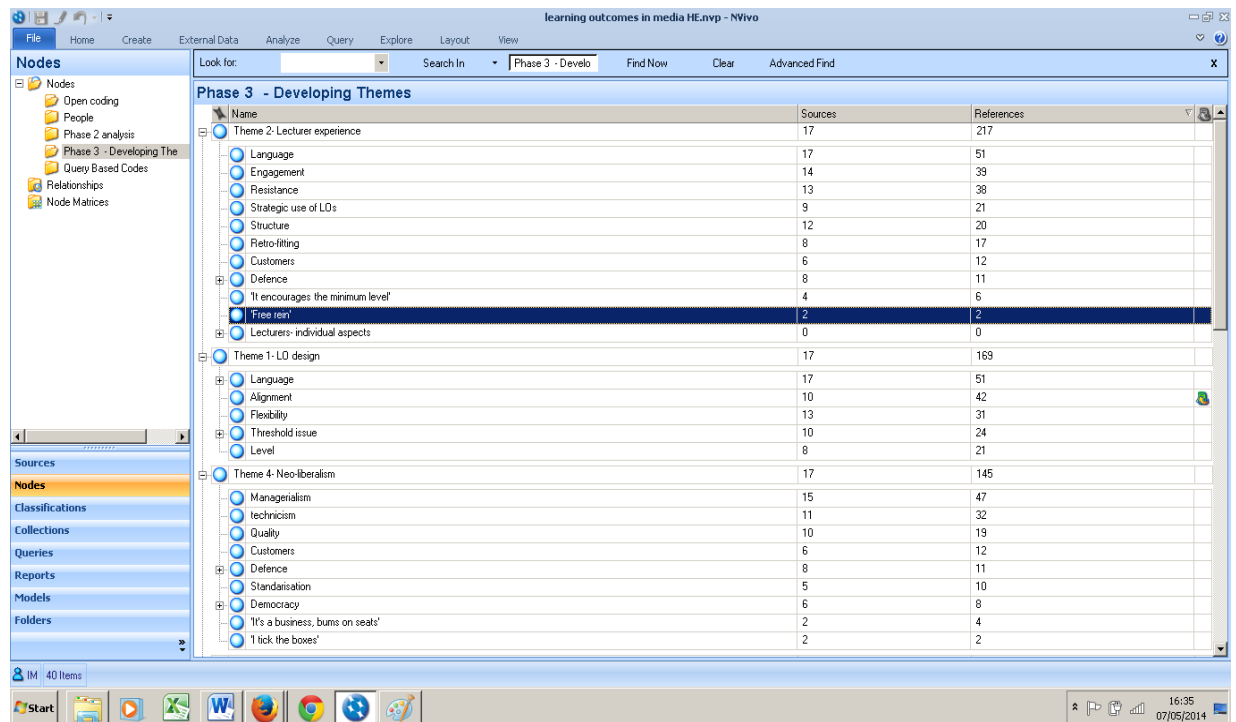 learning outcomes in media HE.nvp - NVivo
File Home Create External Data Analyze Query Explore Layout View
Nodes
Look for: Search In Phase 3 - Develo Find Now Clear Advanced Find x
Nodes
Open coding
People
Phase 2 analysis
Phase 3 - Developing The
Query Based Codes
Relationships
Node Matrices
Phase 3 - Developing Themes
Name Sources References
Theme 2- Lecturer experience 17 217
Language 17 51
Engagement 14 39
Resistance 13 38
Strategic use of LOs 9 21
Structure 12 20
Retro-fitting 8 17
Customers 6 12
Defence 8 11
'It encourages the minimum level' 4 6
'Free rein' 2 2
Lecturers- individual aspects 0 0
Theme 1- LO design 17 169
Language 17 51
Alignment 10 42
Flexibility 13 31
Threshold issue 10 24
Level 8 21
Theme 4- Neo-liberalism 17 145
Managerialism 15 47
technicism 11 32
Quality 10 19
Customers 6 12
Defence 8 11
Standarisation 5 10
Democracy 6 8
'It's a business, bums on seats' 2 4
'I tick the boxes' 2 2
Sources
Nodes
Classifications
Collections
Queries
Reports
Models
Folders
IM 40 Items
Start
16:35
07/05/2014